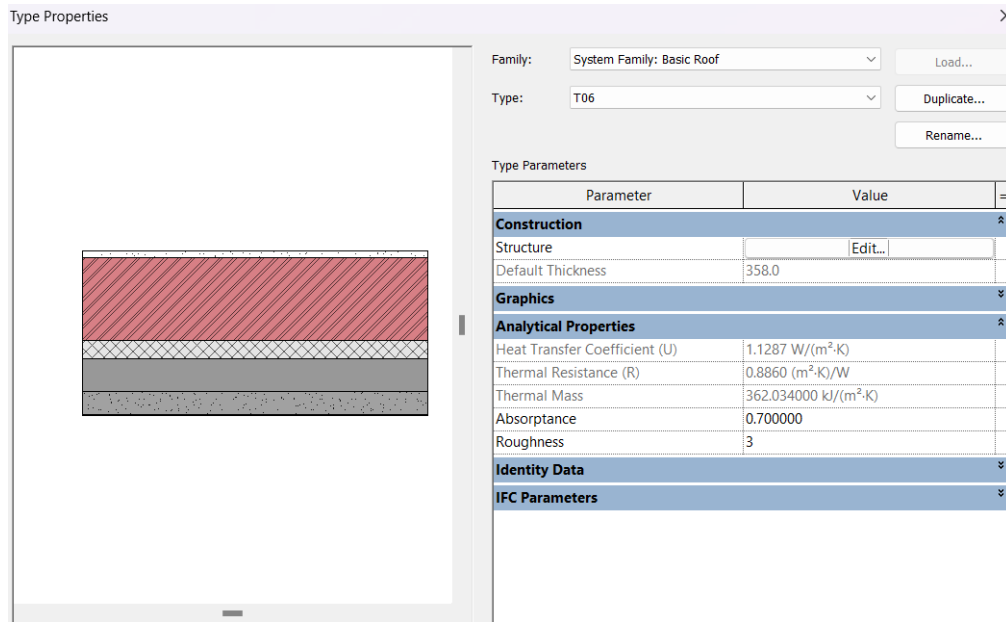 Type Properties
Family: System Family: Basic Roof Load...
Type: T06 Duplicate...
Rename...
Type Parameters
Parameter Value =
Construction
Structure Edit...
Default Thickness 358.0
Graphics
Analytical Properties
Heat Transfer Coefficient (U) 1.1287 W/(m²·K)
Thermal Resistance (R) 0.8860 (m²·K)/W
Thermal Mass 362.034000 kJ/(m²·K)
Absorptance 0.700000
Roughness 3
Identity Data
IFC Parameters